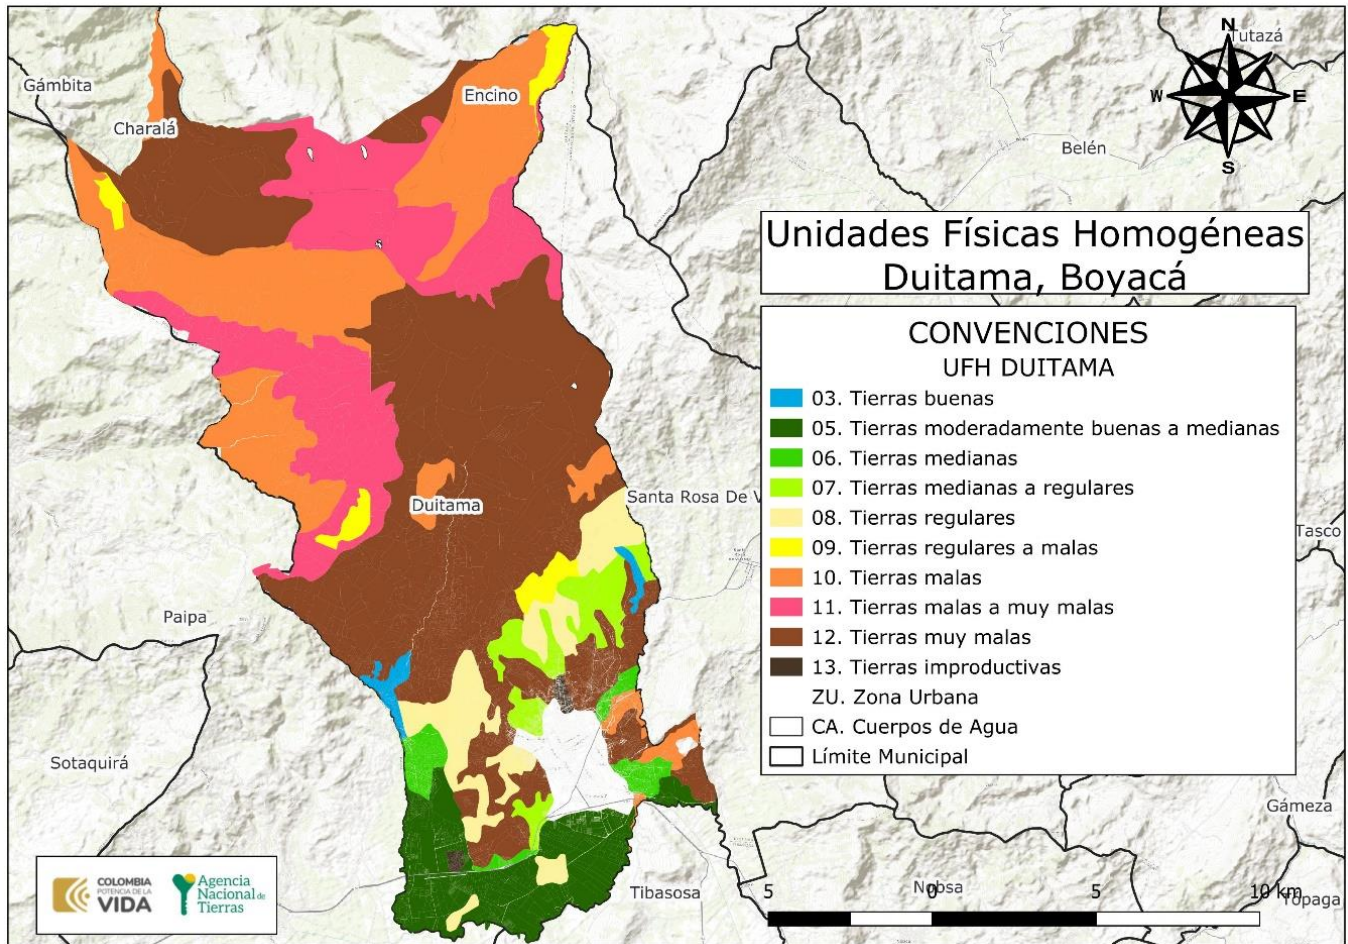 Gámbita
Charalá
Encino
N
W
E
S
Tutazá
Belén
Unidades Físicas Homogéneas
Duitama, Boyacá
CONVENCIONES
UFH DUITAMA
03. Tierras buenas
05. Tierras moderadamente buenas a medianas
06. Tierras medianas
07. Tierras medianas a regulares
08. Tierras regulares
09. Tierras regulares a malas
10. Tierras malas
11. Tierras malas a muy malas
12. Tierras muy malas
13. Tierras improductivas
ZU. Zona Urbana
CA. Cuerpos de Agua
Límite Municipal
Duitama
Santa Rosa De V
Tasco
Paipa
Sotaquirá
Gámeza
Tibasosa
Nobsa
Tópaga
COLOMBIA
POTENCIA DE LA
VIDA
Agencia
Nacional de
Tierras
5 0 5 10 km